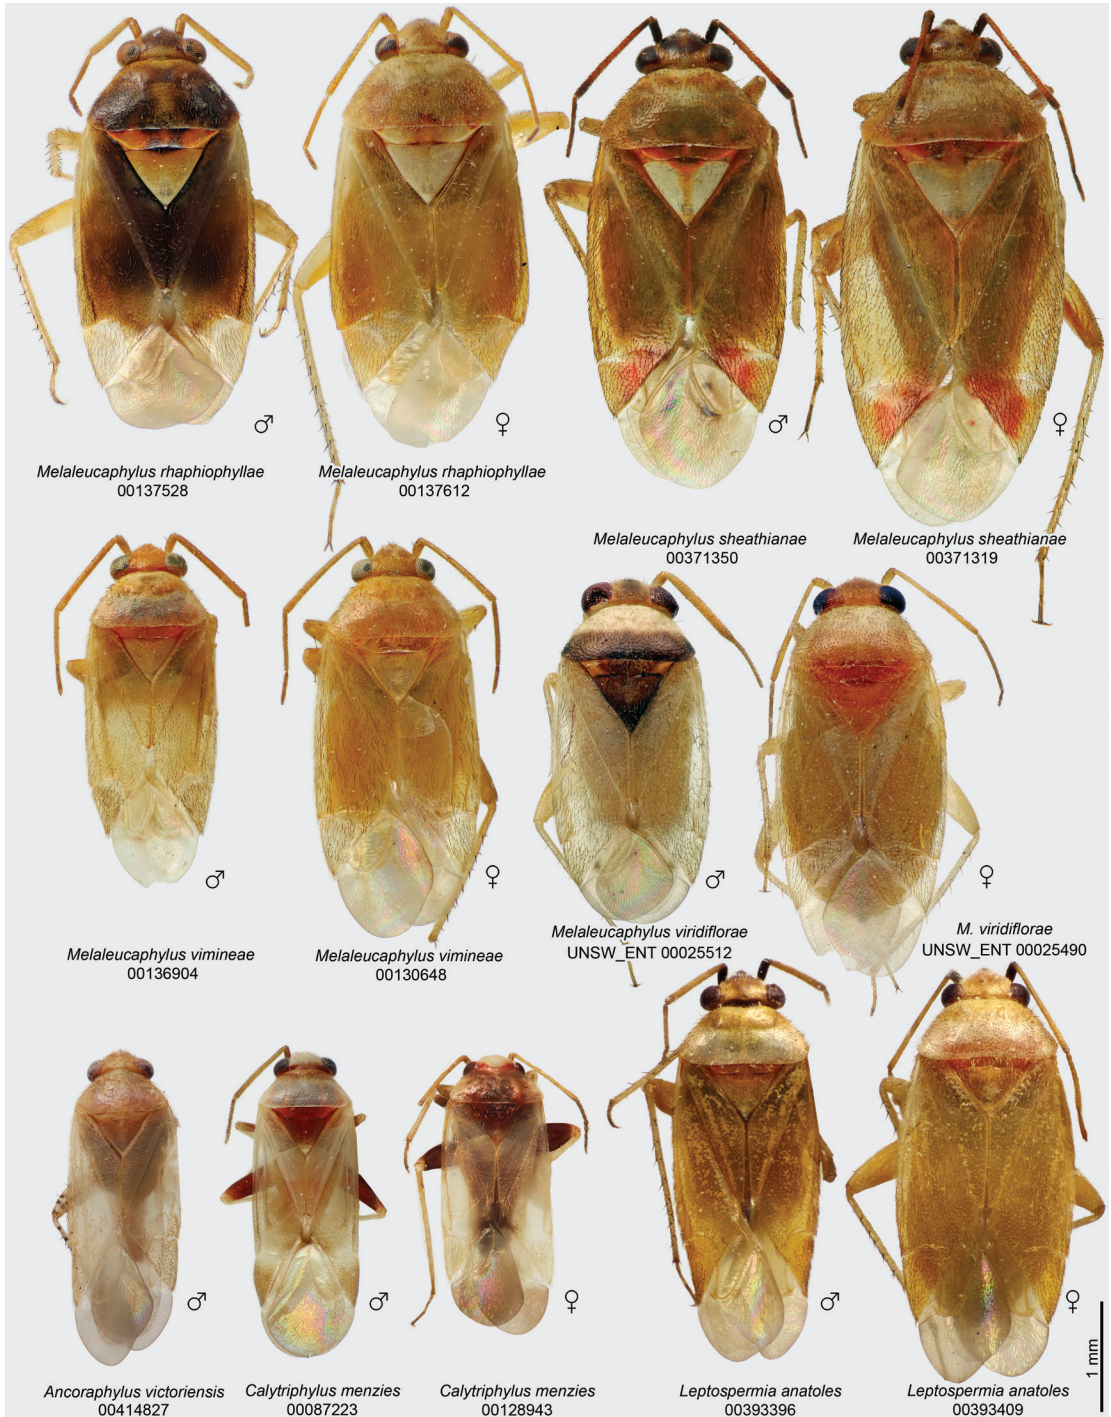 ♂
♀
♂
♀
Melaleucaphylus rhaphiophyllae
00137528
Melaleucaphylus rhaphiophyllae
00137612
Melaleucaphylus sheathianae
00371350
Melaleucaphylus sheathianae
00371319
♂
♀
♂
♀
Melaleucaphylus vimineae
00136904
Melaleucaphylus vimineae
00130648
Melaleucaphylus viridiflorae
UNSW_ENT 00025512
M. viridiflorae
UNSW_ENT 00025490
♂
♂
♀
♂
♀
1 mm
Ancoraphylus victoriensis
00414827
Calytriphylus menzies
00087223
Calytriphylus menzies
00128943
Leptospermia anatoles
00393396
Leptospermia anatoles
00393409